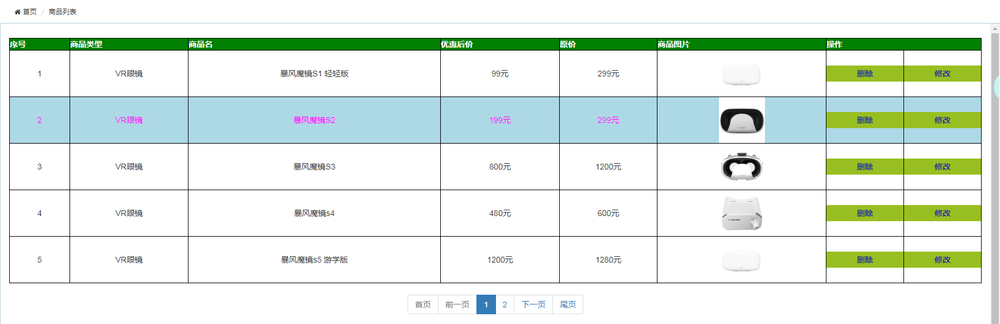 首页 / 商品列表
序号 商品类型 商品名 优惠后价 原价 商品图片 操作
1 VR眼镜 暴风魔镜S1 轻轻版 99元 299元 删除 修改
2 VR眼镜 暴风魔镜S2 199元 299元 删除 修改
3 VR眼镜 暴风魔镜S3 800元 1200元 删除 修改
4 VR眼镜 暴风魔镜s4 480元 600元 删除 修改
5 VR眼镜 暴风魔镜s5 游学版 1200元 1280元 删除 修改
首页 前一页 1 2 下一页 尾页